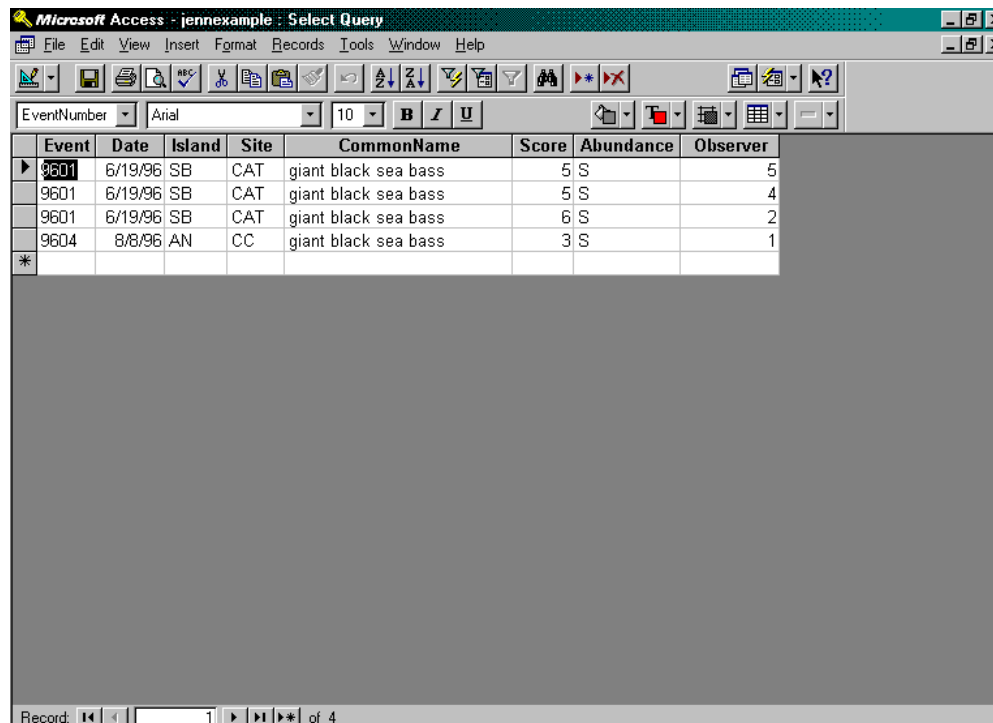 Microsoft Access - jennexample : Select Query
File Edit View Insert Format Records Tools Window Help
EventNumber Arial 10 B I U
Event Date Island Site CommonName Score Abundance Observer
9601 6/19/96 SB CAT giant black sea bass 5 S 5
9601 6/19/96 SB CAT giant black sea bass 5 S 4
9601 6/19/96 SB CAT giant black sea bass 6 S 2
9604 8/8/96 AN CC giant black sea bass 3 S 1
Record: 1 of 4